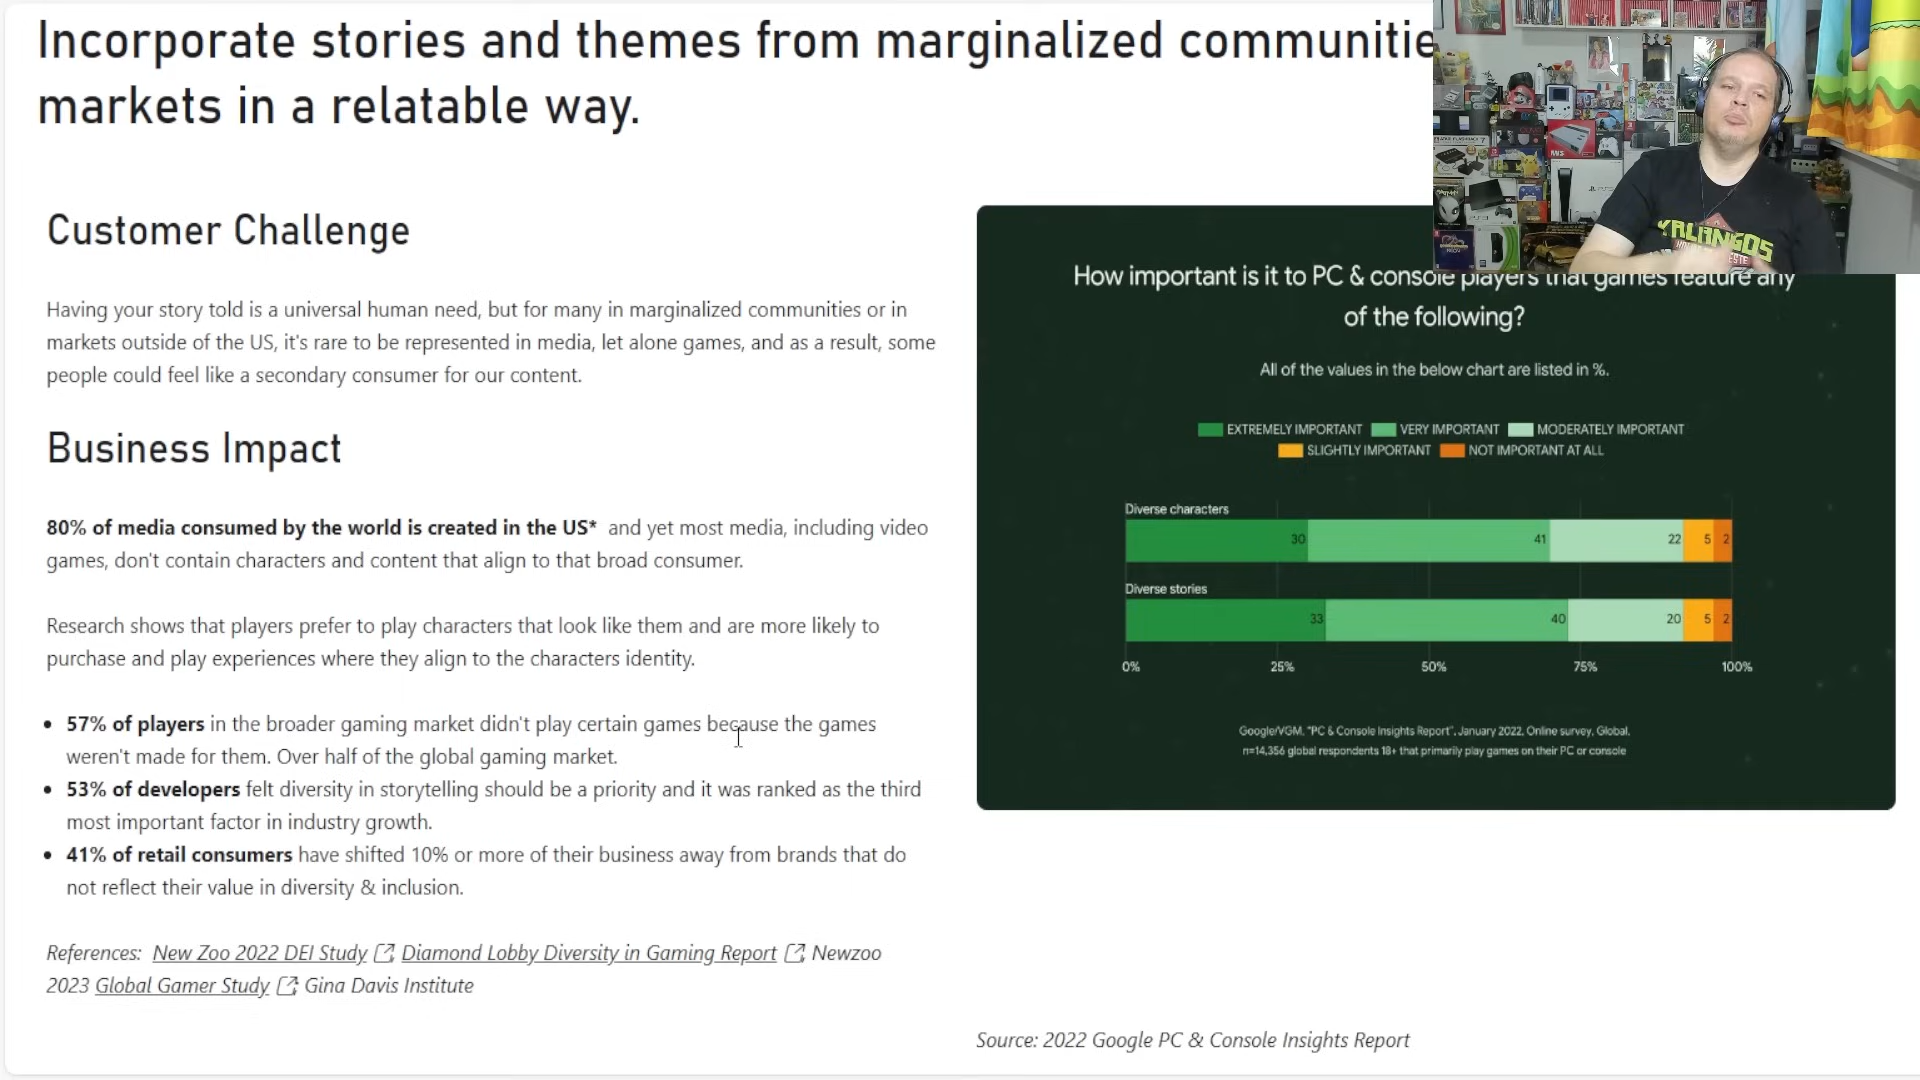 Incorporate stories and themes from marginalized communitie
markets in a relatable way.
Customer Challenge
Having your story told is a universal human need, but for many in marginalized communities or in
markets outside of the US, it's rare to be represented in media, let alone games, and as a result, some
people could feel like a secondary consumer for our content.
Business Impact
80% of media consumed by the world is created in the US* and yet most media, including video
games, don't contain characters and content that align to that broad consumer.
Research shows that players prefer to play characters that look like them and are more likely to
purchase and play experiences where they align to the characters identity.
• 57% of players in the broader gaming market didn't play certain games because the games
weren't made for them. Over half of the global gaming market.
• 53% of developers felt diversity in storytelling should be a priority and it was ranked as the third
most important factor in industry growth.
• 41% of retail consumers have shifted 10% or more of their business away from brands that do
not reflect their value in diversity & inclusion.
References: New Zoo 2022 DEI Study Diamond Lobby Diversity in Gaming Report Newzoo
2023 Global Gamer Study Gina Davis Institute
How important is it to PC & console players that games feature any
of the following?
All of the values in the below chart are listed in %.
EXTREMELY IMPORTANT VERY IMPORTANT MODERATELY IMPORTANT
SLIGHTLY IMPORTANT NOT IMPORTANT AT ALL
Diverse characters
30 41 22 5 2
Diverse stories
33 40 20 5 2
0% 25% 50% 75% 100%
Google/VGM, "PC & Console Insights Report", January 2022, Online survey, Global,
n=14,356 global respondents 18+ that primarily play games on their PC or console
Source: 2022 Google PC & Console Insights Report